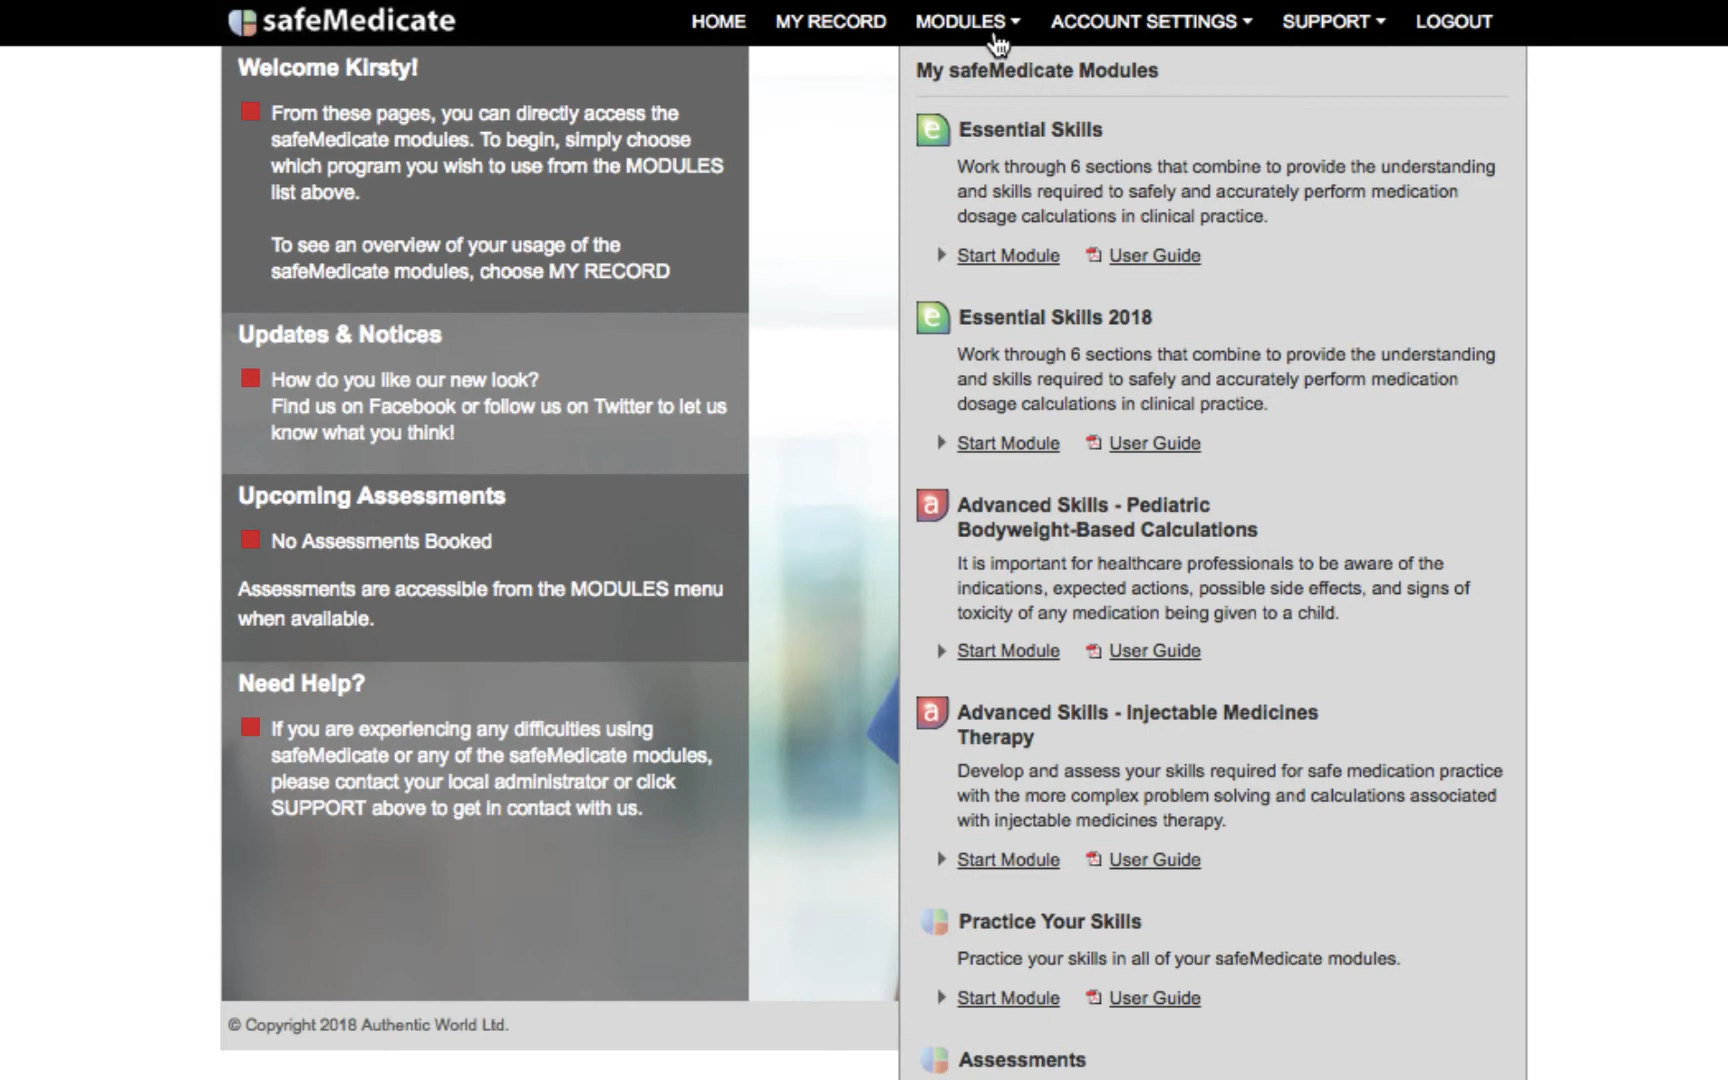 safeMedicate
HOME MY RECORD MODULES ACCOUNT SETTINGS SUPPORT LOGOUT
Welcome Kirsty!
From these pages, you can directly access the
safeMedicate modules. To begin, simply choose
which program you wish to use from the MODULES
list above.
To see an overview of your usage of the
safeMedicate modules, choose MY RECORD
Updates & Notices
How do you like our new look?
Find us on Facebook or follow us on Twitter to let us
know what you think!
Upcoming Assessments
No Assessments Booked
Assessments are accessible from the MODULES menu
when available.
Need Help?
If you are experiencing any difficulties using
safeMedicate or any of the safeMedicate modules,
please contact your local administrator or click
SUPPORT above to get in contact with us.
© Copyright 2018 Authentic World Ltd.
My safeMedicate Modules
e Essential Skills
Work through 6 sections that combine to provide the understanding
and skills required to safely and accurately perform medication
dosage calculations in clinical practice.
Start Module User Guide
e Essential Skills 2018
Work through 6 sections that combine to provide the understanding
and skills required to safely and accurately perform medication
dosage calculations in clinical practice.
Start Module User Guide
a Advanced Skills - Pediatric
Bodyweight-Based Calculations
It is important for healthcare professionals to be aware of the
indications, expected actions, possible side effects, and signs of
toxicity of any medication being given to a child.
Start Module User Guide
a Advanced Skills - Injectable Medicines
Therapy
Develop and assess your skills required for safe medication practice
with the more complex problem solving and calculations associated
with injectable medicines therapy.
Start Module User Guide
Practice Your Skills
Practice your skills in all of your safeMedicate modules.
Start Module User Guide
Assessments